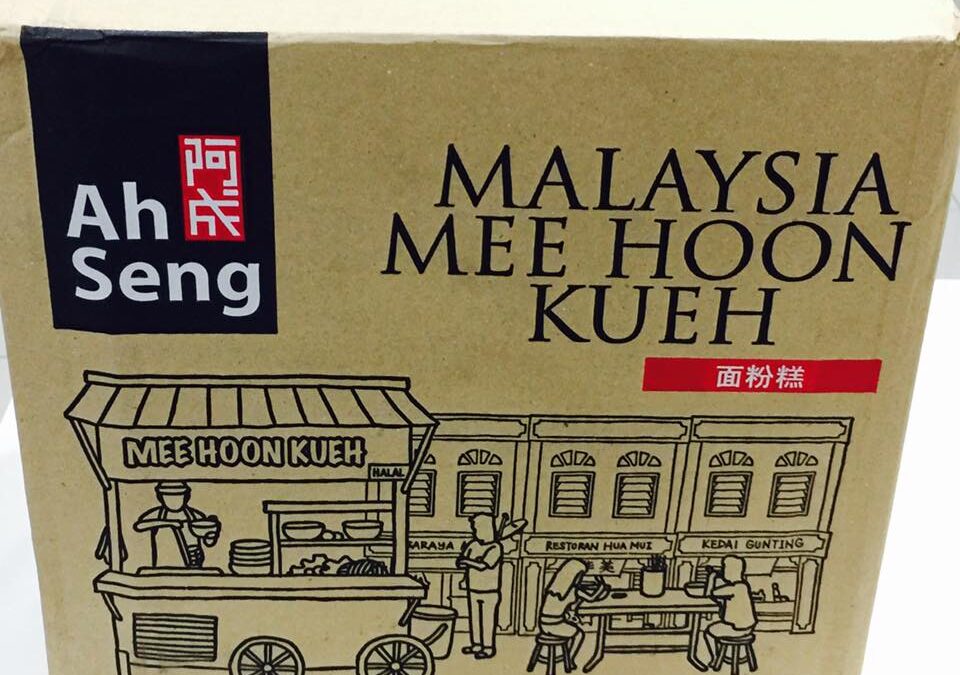 Ah 阿成
Seng
MALAYSIA
MEE HOON
KUEH
面粉糕
MEE HOON KUEH
HALAL
RESTORAN HUA MUI
KEDAI GUNTING